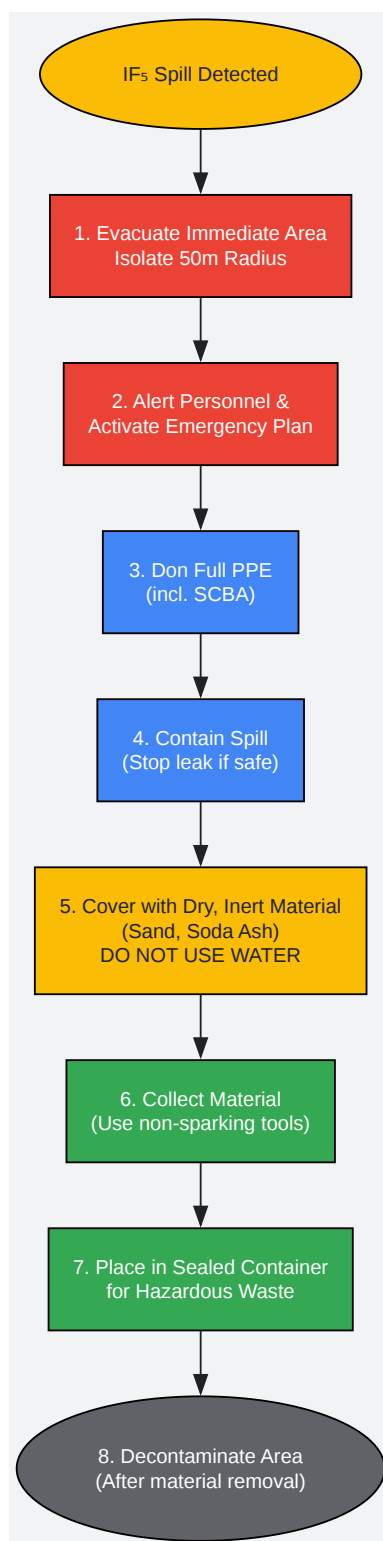 IF₅ Spill Detected
1. Evacuate Immediate Area
Isolate 50m Radius
2. Alert Personnel &
Activate Emergency Plan
3. Don Full PPE
(incl. SCBA)
4. Contain Spill
(Stop leak if safe)
5. Cover with Dry, Inert Material
(Sand, Soda Ash)
DO NOT USE WATER
6. Collect Material
(Use non-sparking tools)
7. Place in Sealed Container
for Hazardous Waste
8. Decontaminate Area
(After material removal)